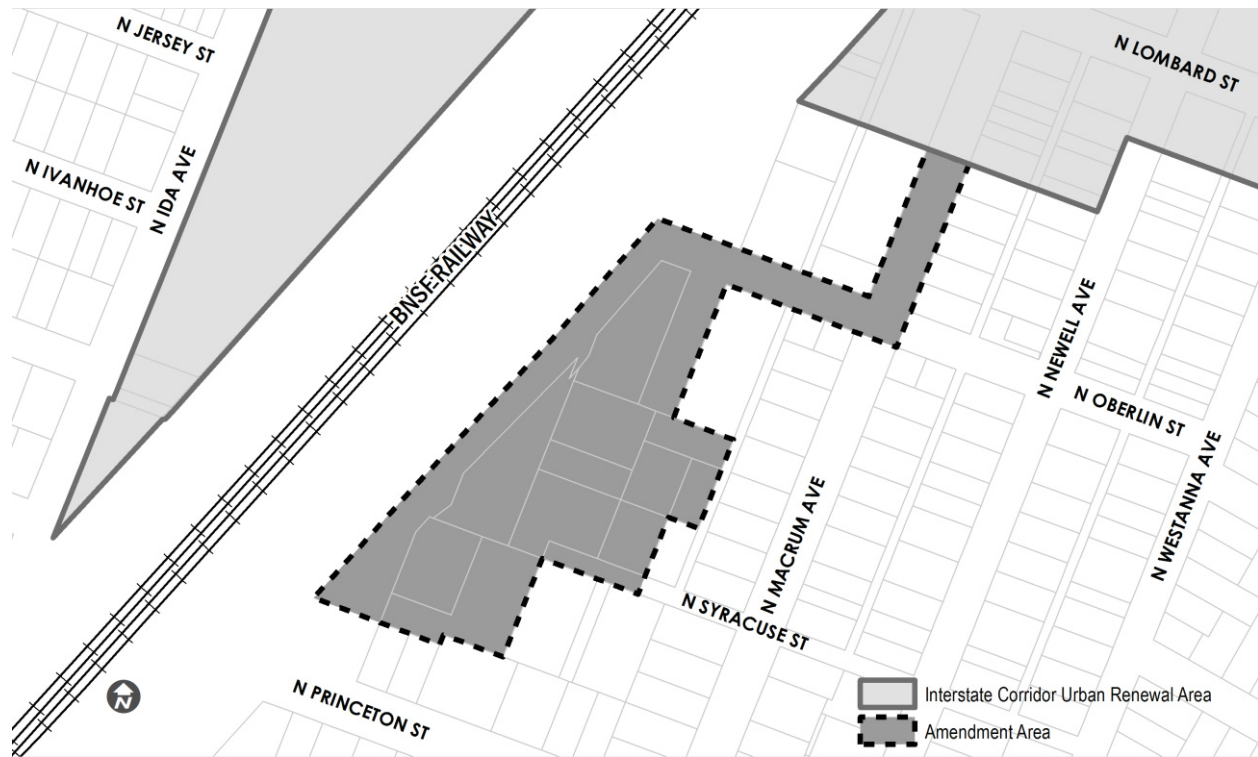 N JERSEY ST
N LOMBARD ST
N IVANHOE ST
N IDA AVE
BNSF RAILWAY
N NEWELL AVE
N OBERLIN ST
N WESTANNA AVE
N MACRUM AVE
N SYRACUSE ST
N PRINCETON ST
N
Interstate Corridor Urban Renewal Area
Amendment Area